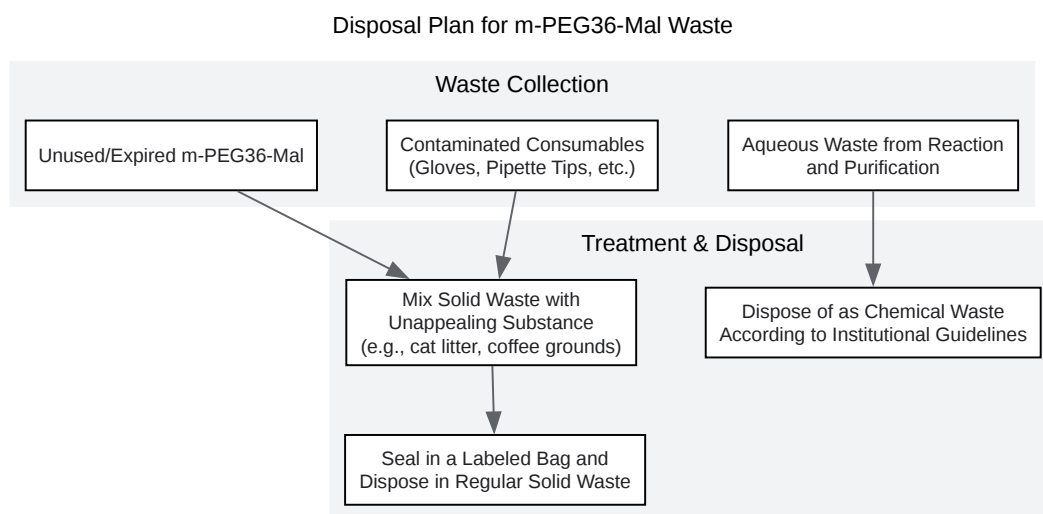 Disposal Plan for m-PEG36-Mal Waste
Waste Collection
Unused/Expired m-PEG36-Mal
Contaminated Consumables
(Gloves, Pipette Tips, etc.)
Aqueous Waste from Reaction
and Purification
Treatment & Disposal
Mix Solid Waste with
Unappealing Substance
(e.g., cat litter, coffee grounds)
Dispose of as Chemical Waste
According to Institutional Guidelines
Seal in a Labeled Bag and
Dispose in Regular Solid Waste